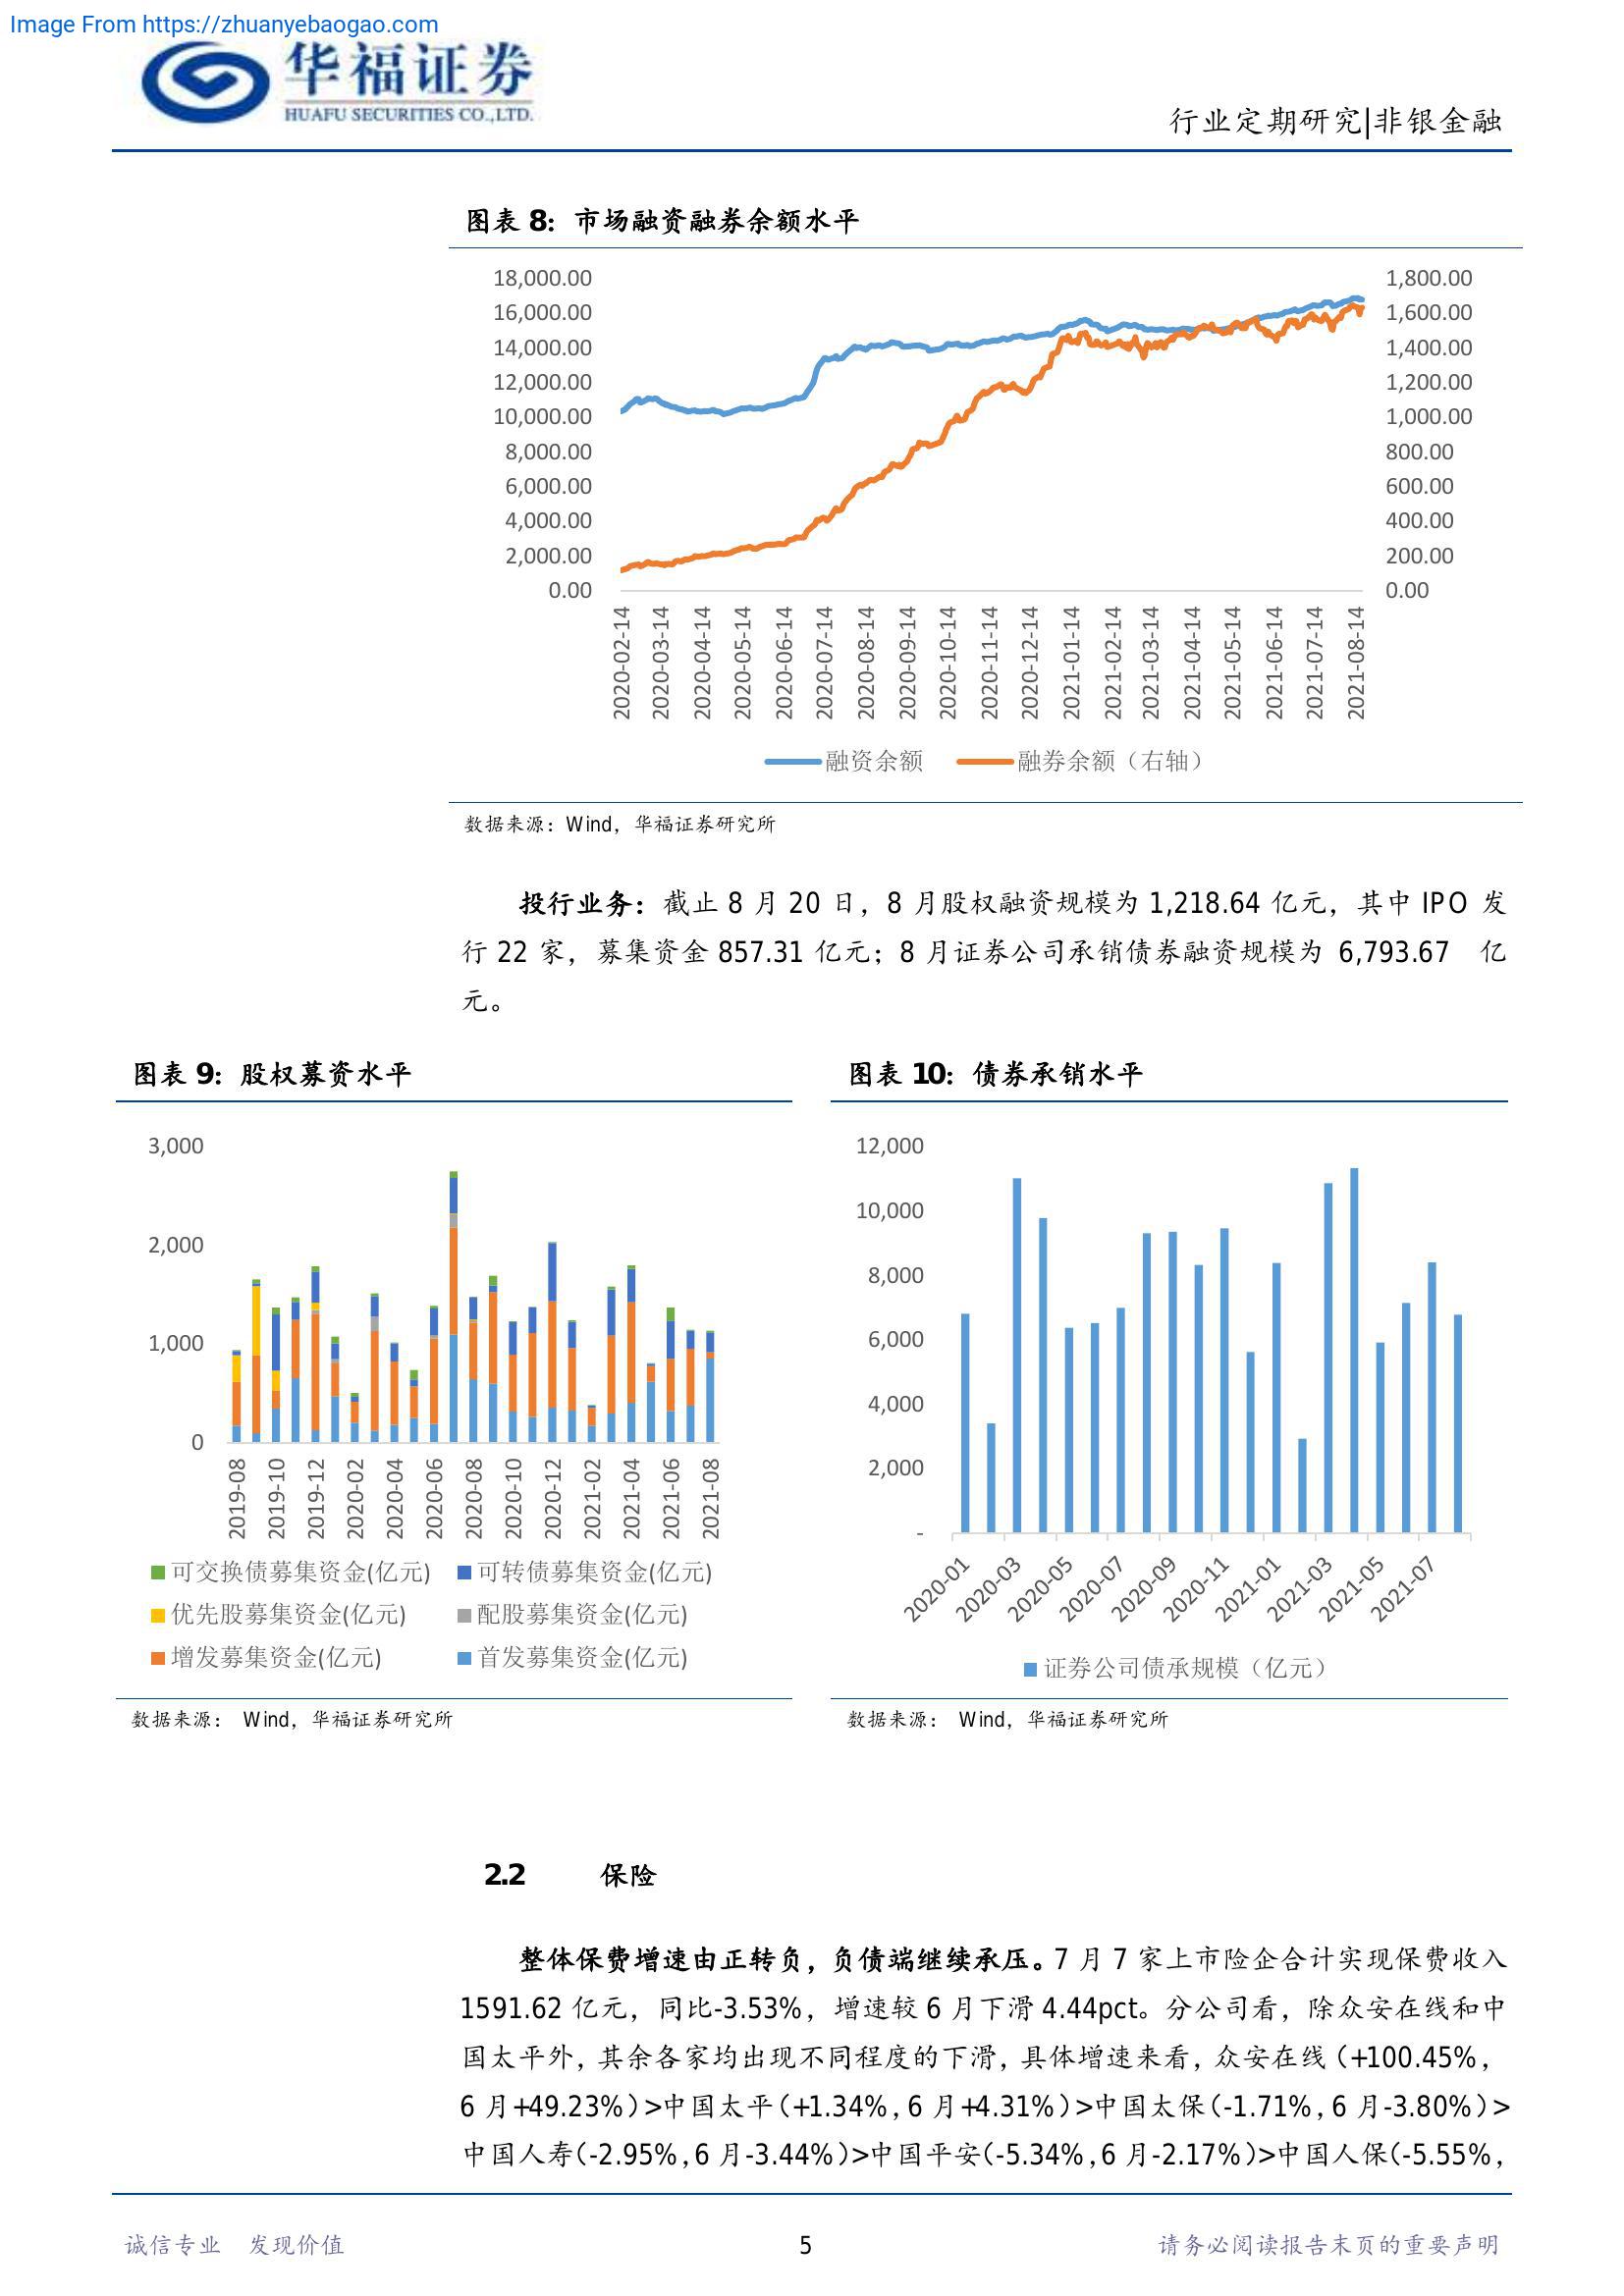 Image From https://zhuanyebaogao.com
华福证券
HUAFU SECURITIES CO.,LTD.
行业定期研究|非银金融
图表 8：市场融资融券余额水平
18,000.00
16,000.00
14,000.00
12,000.00
10,000.00
8,000.00
6,000.00
4,000.00
2,000.00
0.00
1,800.00
1,600.00
1,400.00
1,200.00
1,000.00
800.00
600.00
400.00
200.00
0.00
2020-02-14
2020-03-14
2020-04-14
2020-05-14
2020-06-14
2020-07-14
2020-08-14
2020-09-14
2020-10-14
2020-11-14
2020-12-14
2021-01-14
2021-02-14
2021-03-14
2021-04-14
2021-05-14
2021-06-14
2021-07-14
2021-08-14
融资余额 融券余额（右轴）
数据来源：Wind，华福证券研究所
投行业务：截止 8 月 20 日，8 月股权融资规模为 1,218.64 亿元，其中 IPO 发
行 22 家，募集资金 857.31 亿元；8 月证券公司承销债券融资规模为 6,793.67 亿
元。
图表 9：股权募资水平
3,000
2,000
1,000
0
2019-08
2019-10
2019-12
2020-02
2020-04
2020-06
2020-08
2020-10
2020-12
2021-02
2021-04
2021-06
2021-08
可交换债募集资金(亿元) 可转债募集资金(亿元)
优先股募集资金(亿元) 配股募集资金(亿元)
增发募集资金(亿元) 首发募集资金(亿元)
数据来源： Wind，华福证券研究所
图表 10：债券承销水平
12,000
10,000
8,000
6,000
4,000
2,000
-
2020-01
2020-03
2020-05
2020-07
2020-09
2020-11
2021-01
2021-03
2021-05
2021-07
证券公司债承规模（亿元）
数据来源： Wind，华福证券研究所
2.2 保险
整体保费增速由正转负，负债端继续承压。7 月 7 家上市险企合计实现保费收入
1591.62 亿元，同比-3.53%，增速较 6 月下滑 4.44pct。分公司看，除众安在线和中
国太平外，其余各家均出现不同程度的下滑，具体增速来看，众安在线（+100.45%，
6 月+49.23%）>中国太平（+1.34%，6 月+4.31%）>中国太保（-1.71%，6 月-3.80%）>
中国人寿（-2.95%，6 月-3.44%）>中国平安（-5.34%，6 月-2.17%）>中国人保（-5.55%，
诚信专业 发现价值
5
请务必阅读报告末页的重要声明